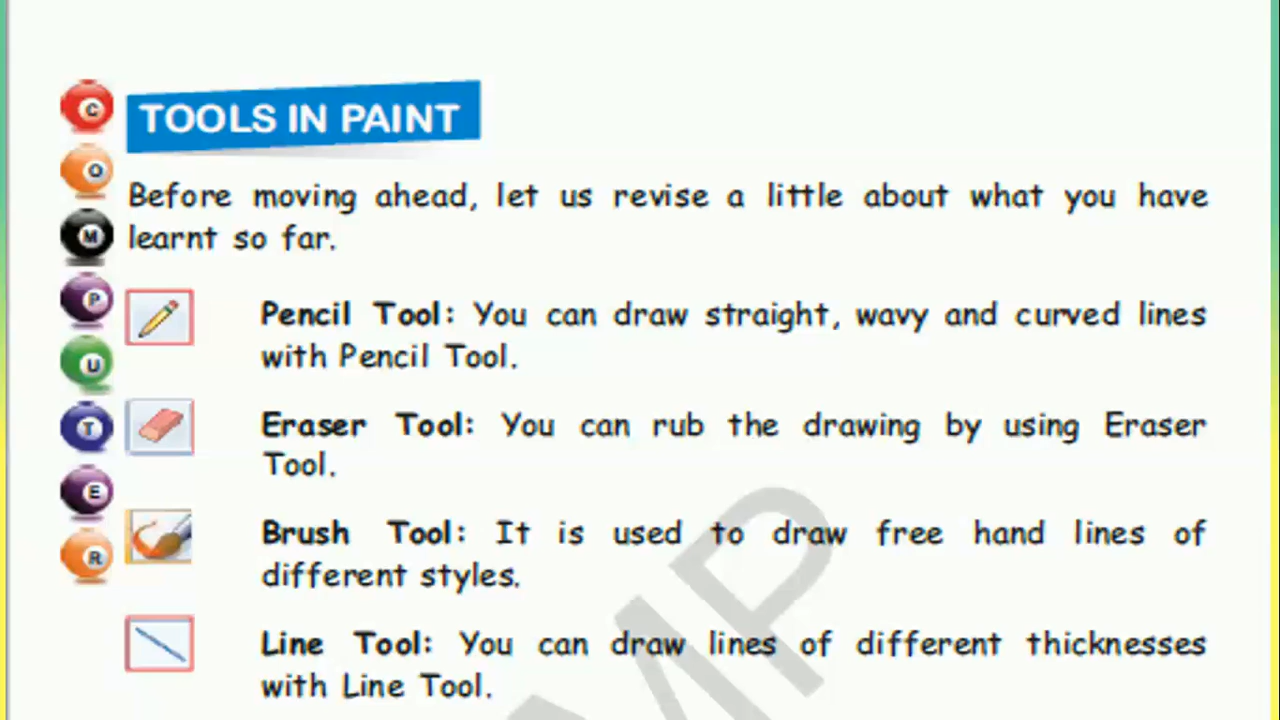 TOOLS IN PAINT
Before moving ahead, let us revise a little about what you have
learnt so far.
Pencil Tool: You can draw straight, wavy and curved lines
with Pencil Tool.
Eraser Tool: You can rub the drawing by using Eraser
Tool.
Brush Tool: It is used to draw free hand lines of
different styles.
Line Tool: You can draw lines of different thicknesses
with Line Tool.
C
O
M
P
U
T
E
R
MP